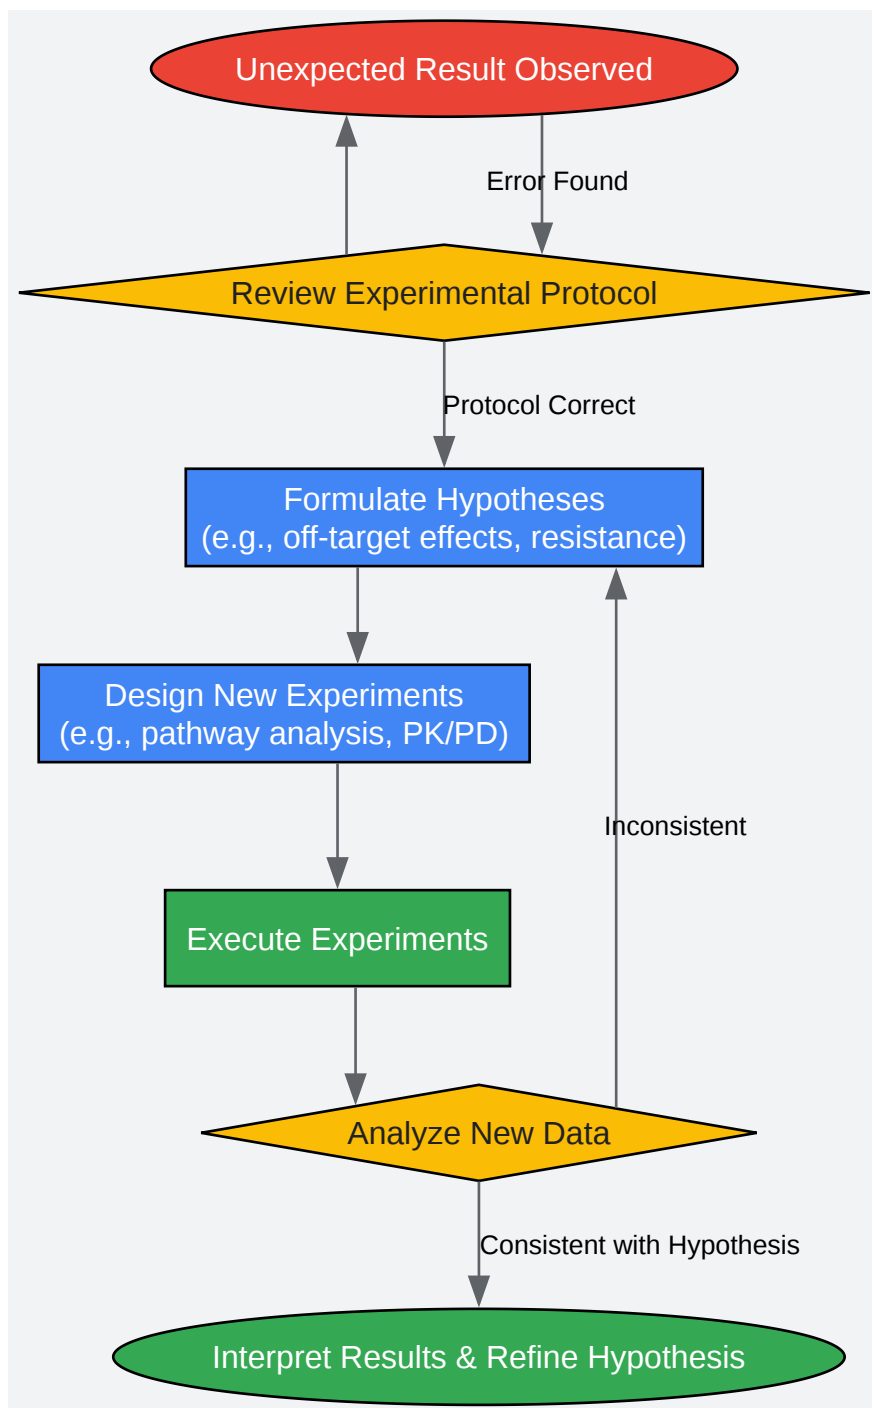 Unexpected Result Observed
Error Found
Review Experimental Protocol
Protocol Correct
Formulate Hypotheses
(e.g., off-target effects, resistance)
Design New Experiments
(e.g., pathway analysis, PK/PD)
Inconsistent
Execute Experiments
Analyze New Data
Consistent with Hypothesis
Interpret Results & Refine Hypothesis